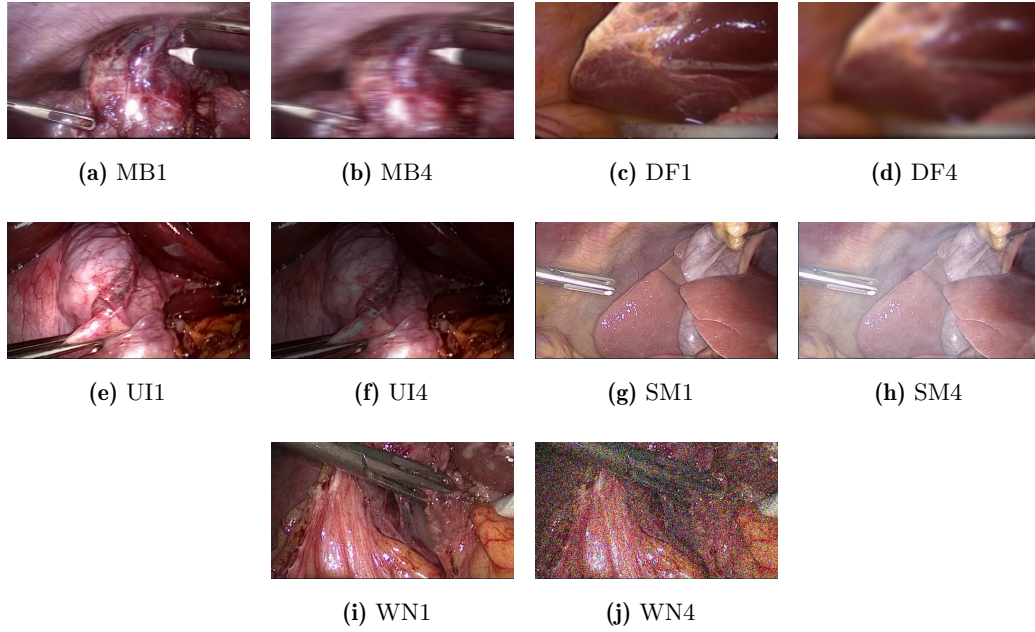 (a) MB1
(b) MB4
(c) DF1
(d) DF4
(e) UI1
(f) UI4
(g) SM1
(h) SM4
(i) WN1
(j) WN4